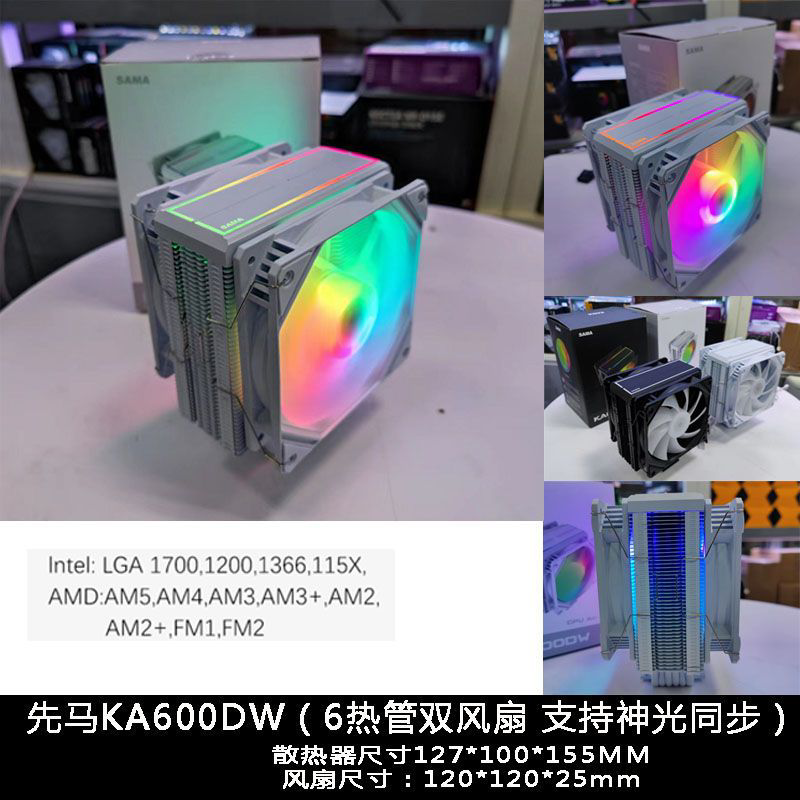 SAMA
SAMA
SAMA
SAMA
Intel: LGA 1700,1200,1366,115X,
AMD:AM5,AM4,AM3,AM3+,AM2,
AM2+,FM1,FM2
先马KA600DW（6热管双风扇 支持神光同步）
散热器尺寸127*100*155MM
风扇尺寸：120*120*25mm